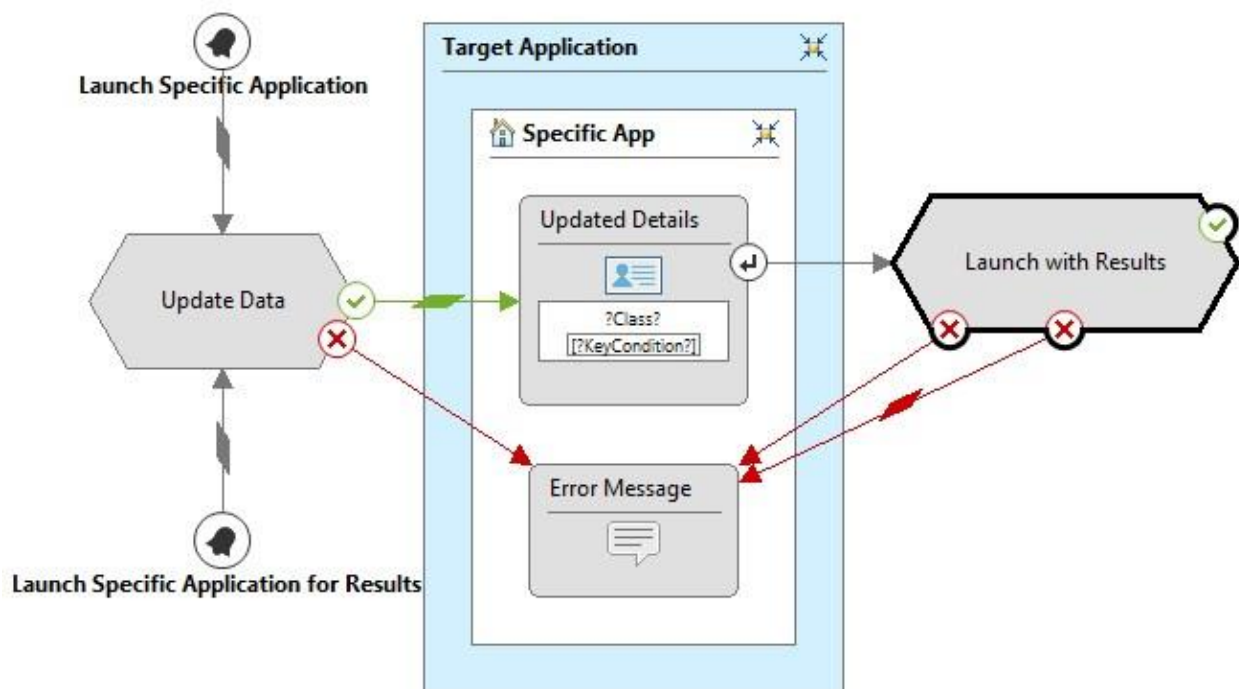 Launch Specific Application
Target Application
Specific App
Updated Details
?Class?
[?KeyCondition?]
Update Data
Launch with Results
Error Message
Launch Specific Application for Results